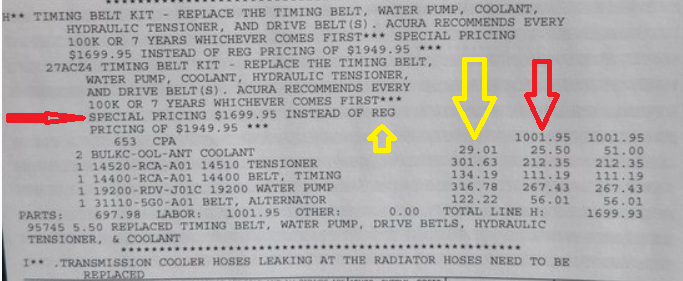 H** TIMING BELT KIT - REPLACE THE TIMING BELT, WATER PUMP, COOLANT,
HYDRAULIC TENSIONER, AND DRIVE BELT(S). ACURA RECOMMENDS EVERY
100K OR 7 YEARS WHICHEVER COMES FIRST*** SPECIAL PRICING
$1699.95 INSTEAD OF REG PRICING OF $1949.95 ***
27ACZ4 TIMING BELT KIT - REPLACE THE TIMING BELT,
WATER PUMP, COOLANT, HYDRAULIC TENSIONER,
AND DRIVE BELT(S). ACURA RECOMMENDS EVERY
100K OR 7 YEARS WHICHEVER COMES FIRST***
SPECIAL PRICING $1699.95 INSTEAD OF REG
PRICING OF $1949.95 ***
653 CPA 1001.95 1001.95
2 BULKC-OOL-ANT COOLANT 29.01 25.50 51.00
1 14520-RCA-A01 14510 TENSIONER 301.63 212.35 212.35
1 14400-RCA-A01 14400 BELT, TIMING 134.19 111.19 111.19
1 19200-RDV-J01C 19200 WATER PUMP 316.78 267.43 267.43
1 31110-5G0-A01 BELT, ALTERNATOR 122.22 56.01 56.01
PARTS: 697.98 LABOR: 1001.95 OTHER: 0.00 TOTAL LINE H: 1699.93
95745 5.50 REPLACED TIMING BELT, WATER PUMP, DRIVE BETLS, HYDRAULIC
TENSIONER, & COOLANT
****************************************************
I** .TRANSMISSION COOLER HOSES LEAKING AT THE RADIATOR HOSES NEED TO BE
REPLACED